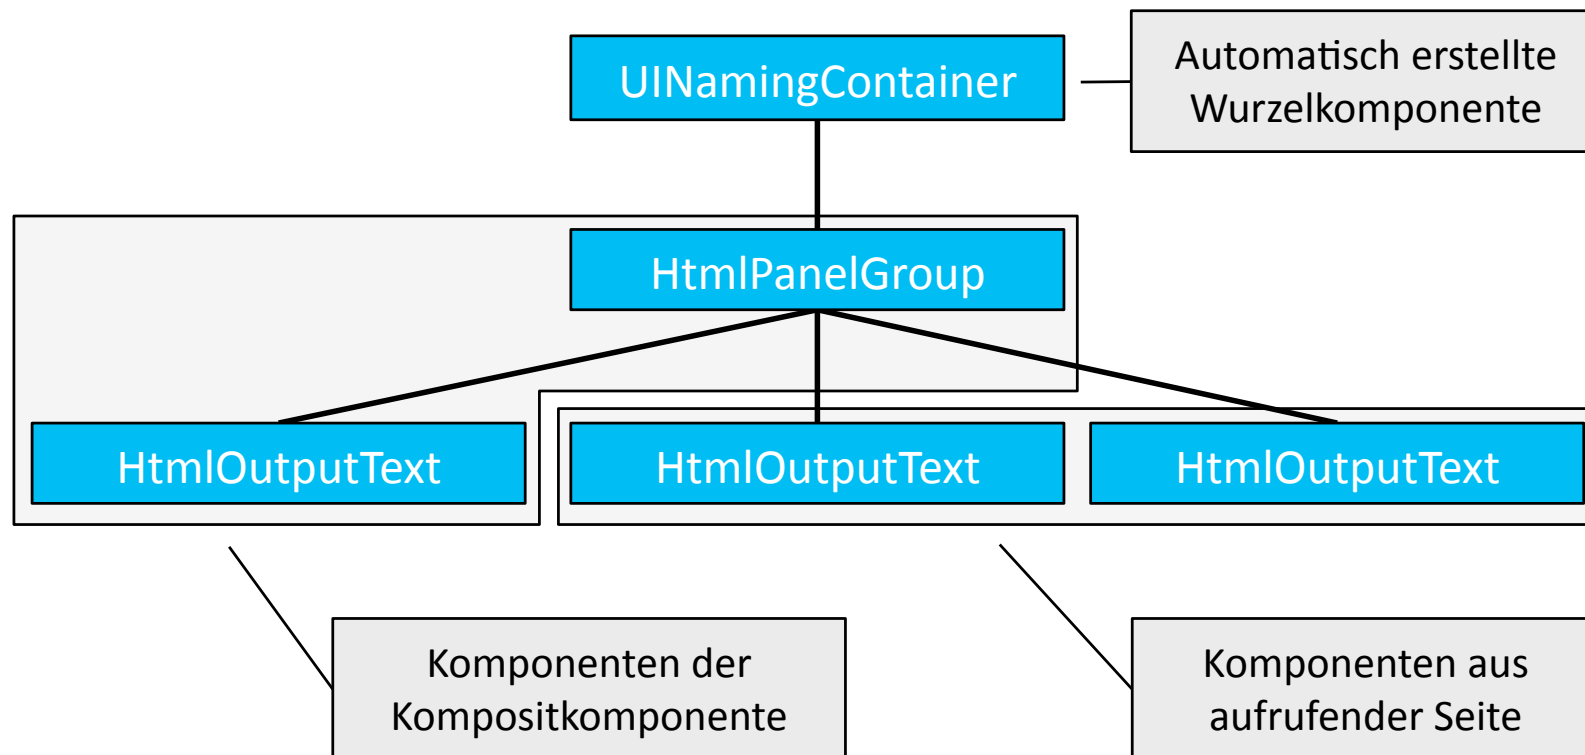 UINamingContainer
Automatisch erstellte
Wurzelkomponente
HtmlPanelGroup
HtmlOutputText
HtmlOutputText
HtmlOutputText
Komponenten der
Kompositkomponente
Komponenten aus
aufrufender Seite